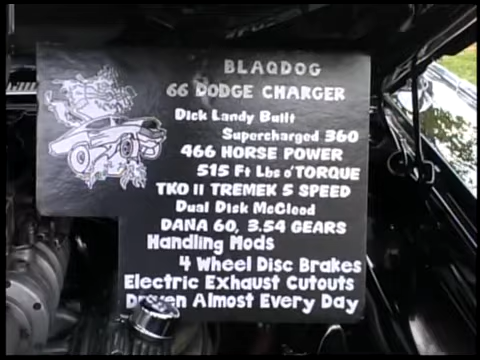 BLAQDOG
66 DODGE CHARGER
Dick Landy Built
Supercharged 360
466 HORSE POWER
515 Ft Lbs o' TORQUE
TKO II TREMEK 5 SPEED
Dual Disk McCleod
DANA 60, 3.54 GEARS
Handling Mods
4 Wheel Disc Brakes
Electric Exhaust Cutouts
Driven Almost Every Day